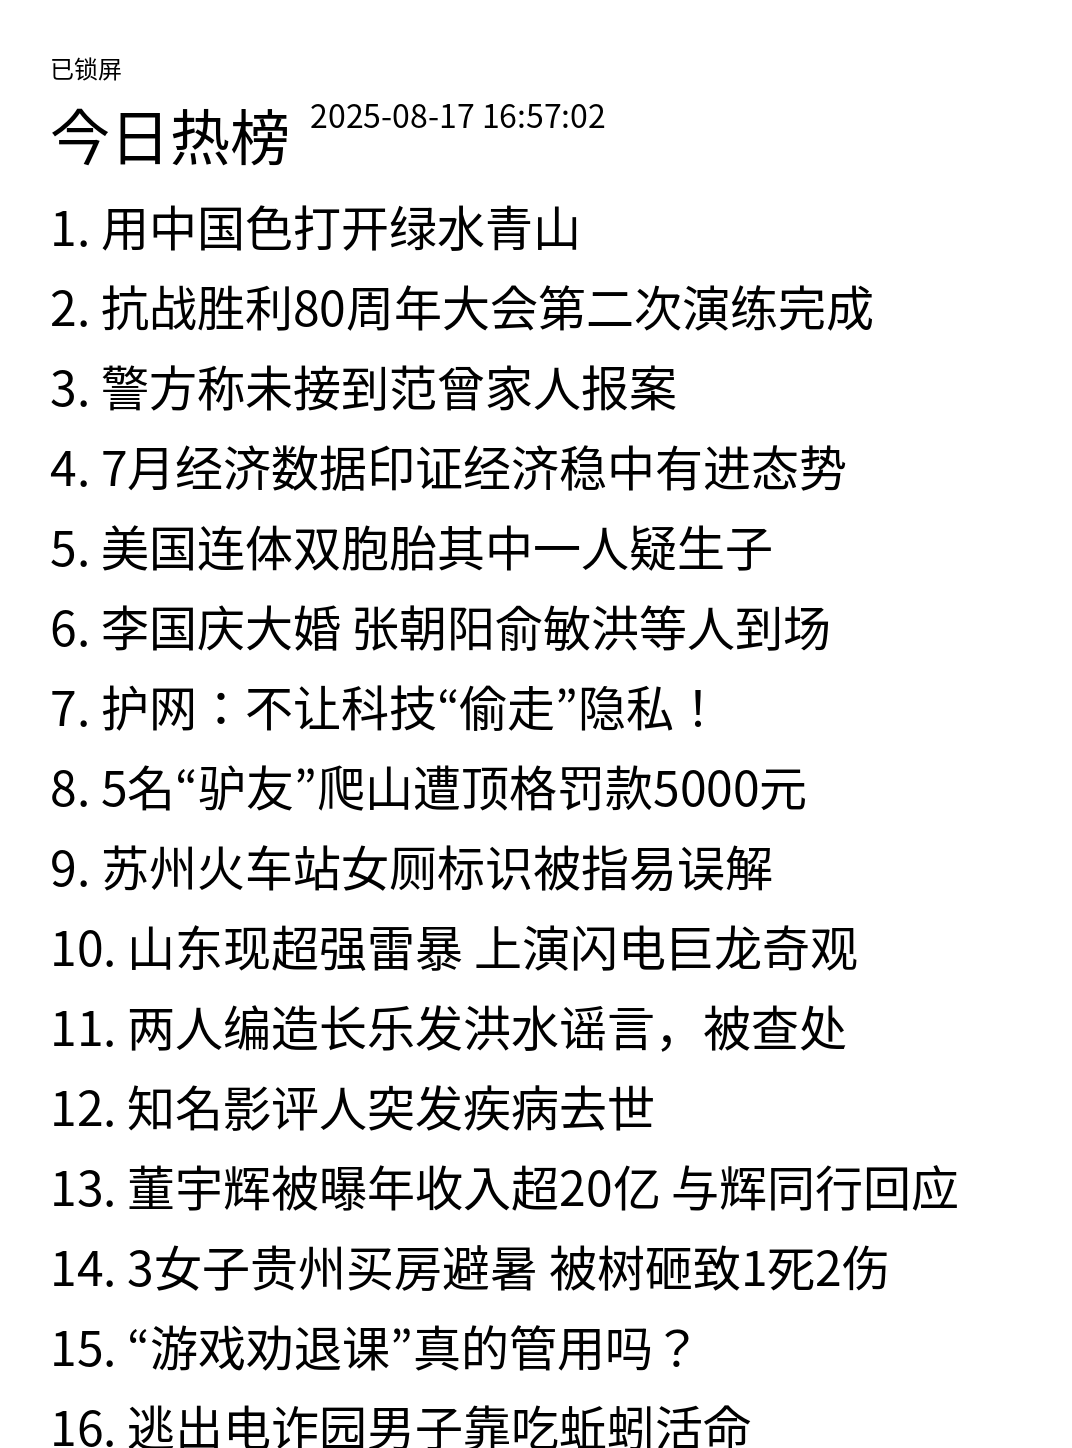 已锁屏
今日热榜 2025-08-17 16:57:02
1. 用中国色打开绿水青山
2. 抗战胜利80周年大会第二次演练完成
3. 警方称未接到范曾家人报案
4. 7月经济数据印证经济稳中有进态势
5. 美国连体双胞胎其中一人疑生子
6. 李国庆大婚 张朝阳俞敏洪等人到场
7. 护网：不让科技“偷走”隐私！
8. 5名“驴友”爬山遭顶格罚款5000元
9. 苏州火车站女厕标识被指易误解
10. 山东现超强雷暴 上演闪电巨龙奇观
11. 两人编造长乐发洪水谣言，被查处
12. 知名影评人突发疾病去世
13. 董宇辉被曝年收入超20亿 与辉同行回应
14. 3女子贵州买房避暑 被树砸致1死2伤
15. “游戏劝退课”真的管用吗？
16. 逃出电诈园男子靠吃蚯蚓活命